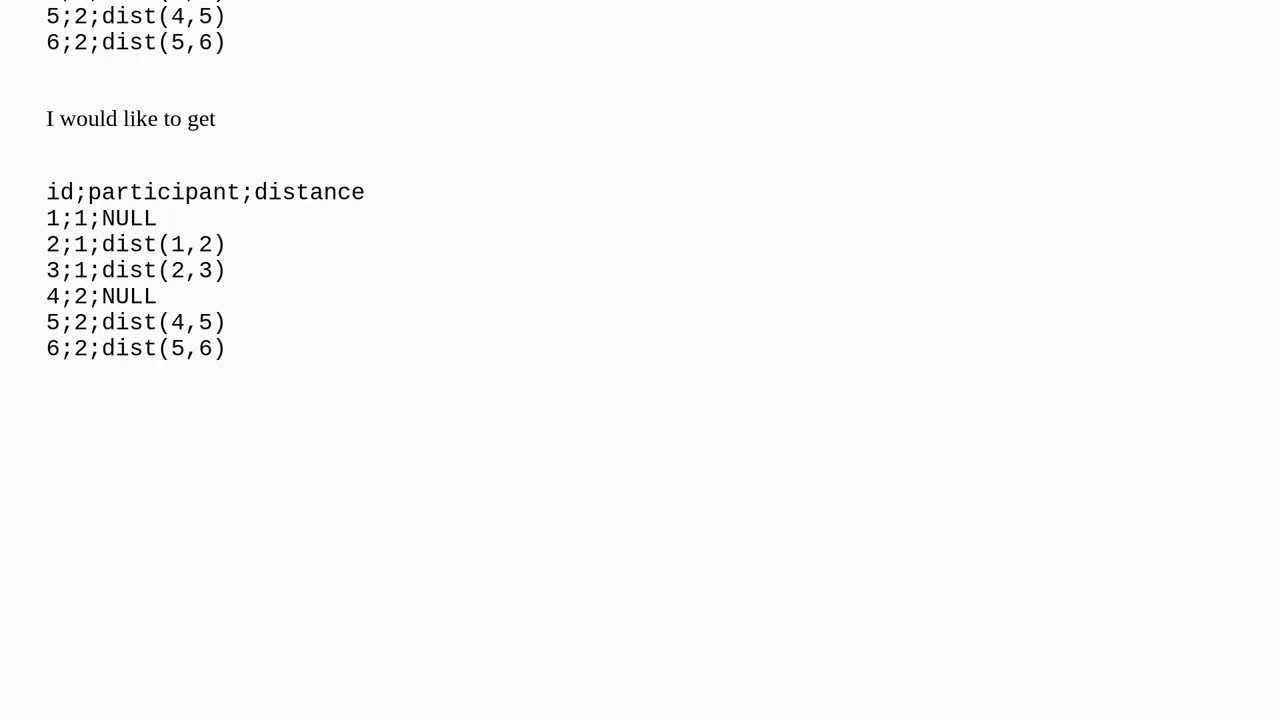 5;2;dist(4,5)
6;2;dist(5,6)
I would like to get
id;participant;distance
1;1;NULL
2;1;dist(1,2)
3;1;dist(2,3)
4;2;NULL
5;2;dist(4,5)
6;2;dist(5,6)